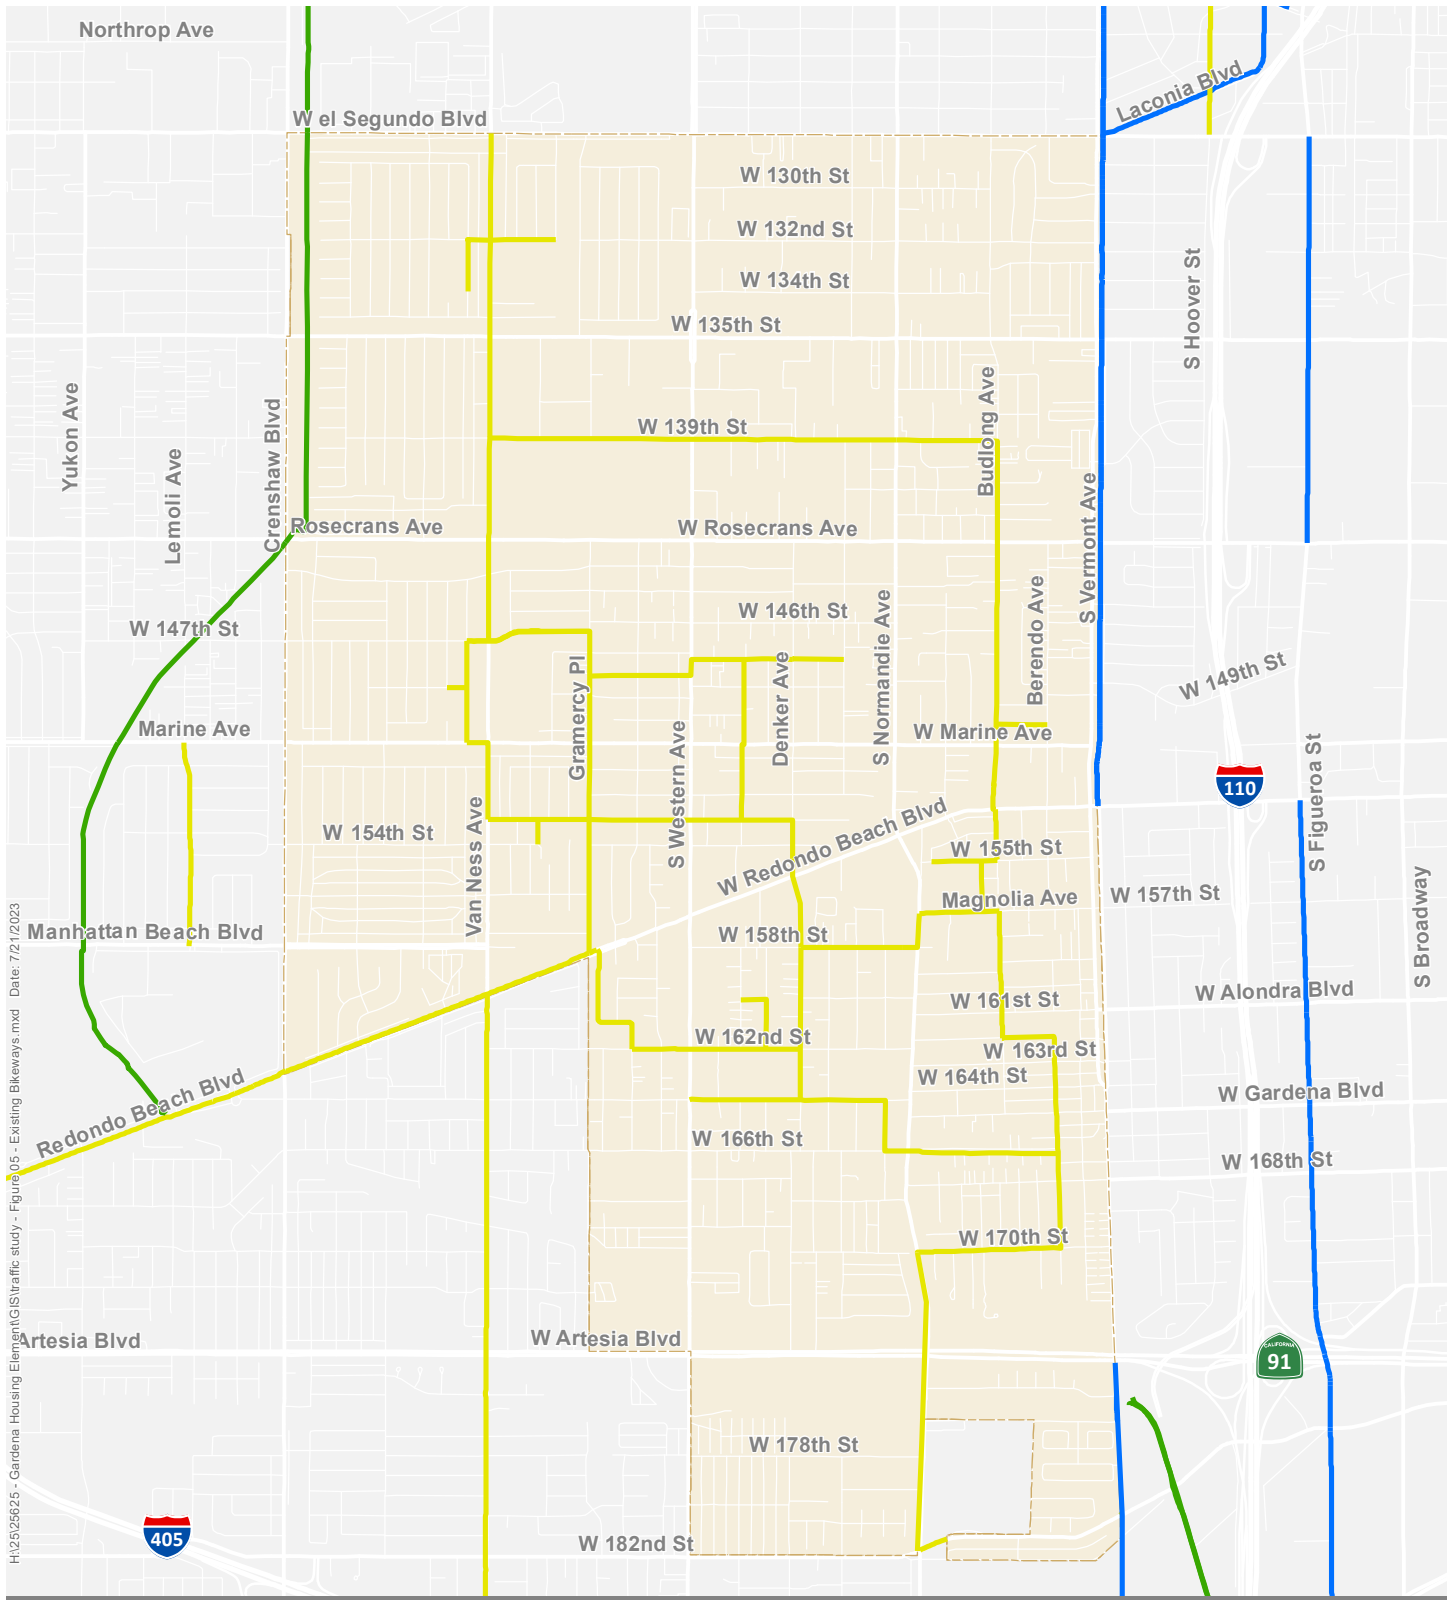 Northrop Ave
W el Segundo Blvd
Laconia Blvd
W 130th St
W 132nd St
W 134th St
W 135th St
S Hoover St
Yukon Ave
Lemoli Ave
Crenshaw Blvd
W 139th St
Budlong Ave
Rosecrans Ave
W Rosecrans Ave
S Vermont Ave
W 147th St
W 146th St
S Normandie Ave
Berendo Ave
W 149th St
Gramercy Pl
Denker Ave
Marine Ave
W Marine Ave
S Western Ave
110
S Figueroa St
W 154th St
Van Ness Ave
W Redondo Beach Blvd
W 155th St
Magnolia Ave
W 157th St
Manhattan Beach Blvd
W 158th St
S Broadway
W 161st St
W Alondra Blvd
W 162nd St
W 163rd St
W 164th St
W Gardena Blvd
Redondo Beach Blvd
W 166th St
W 168th St
W 170th St
Artesia Blvd
W Artesia Blvd
CALIFORNIA
91
W 178th St
405
W 182nd St
H:\25\25625 - Gardena Housing Element\GIS\traffic study - Figure 05 - Existing Bikeways.mxd Date: 7/21/2023